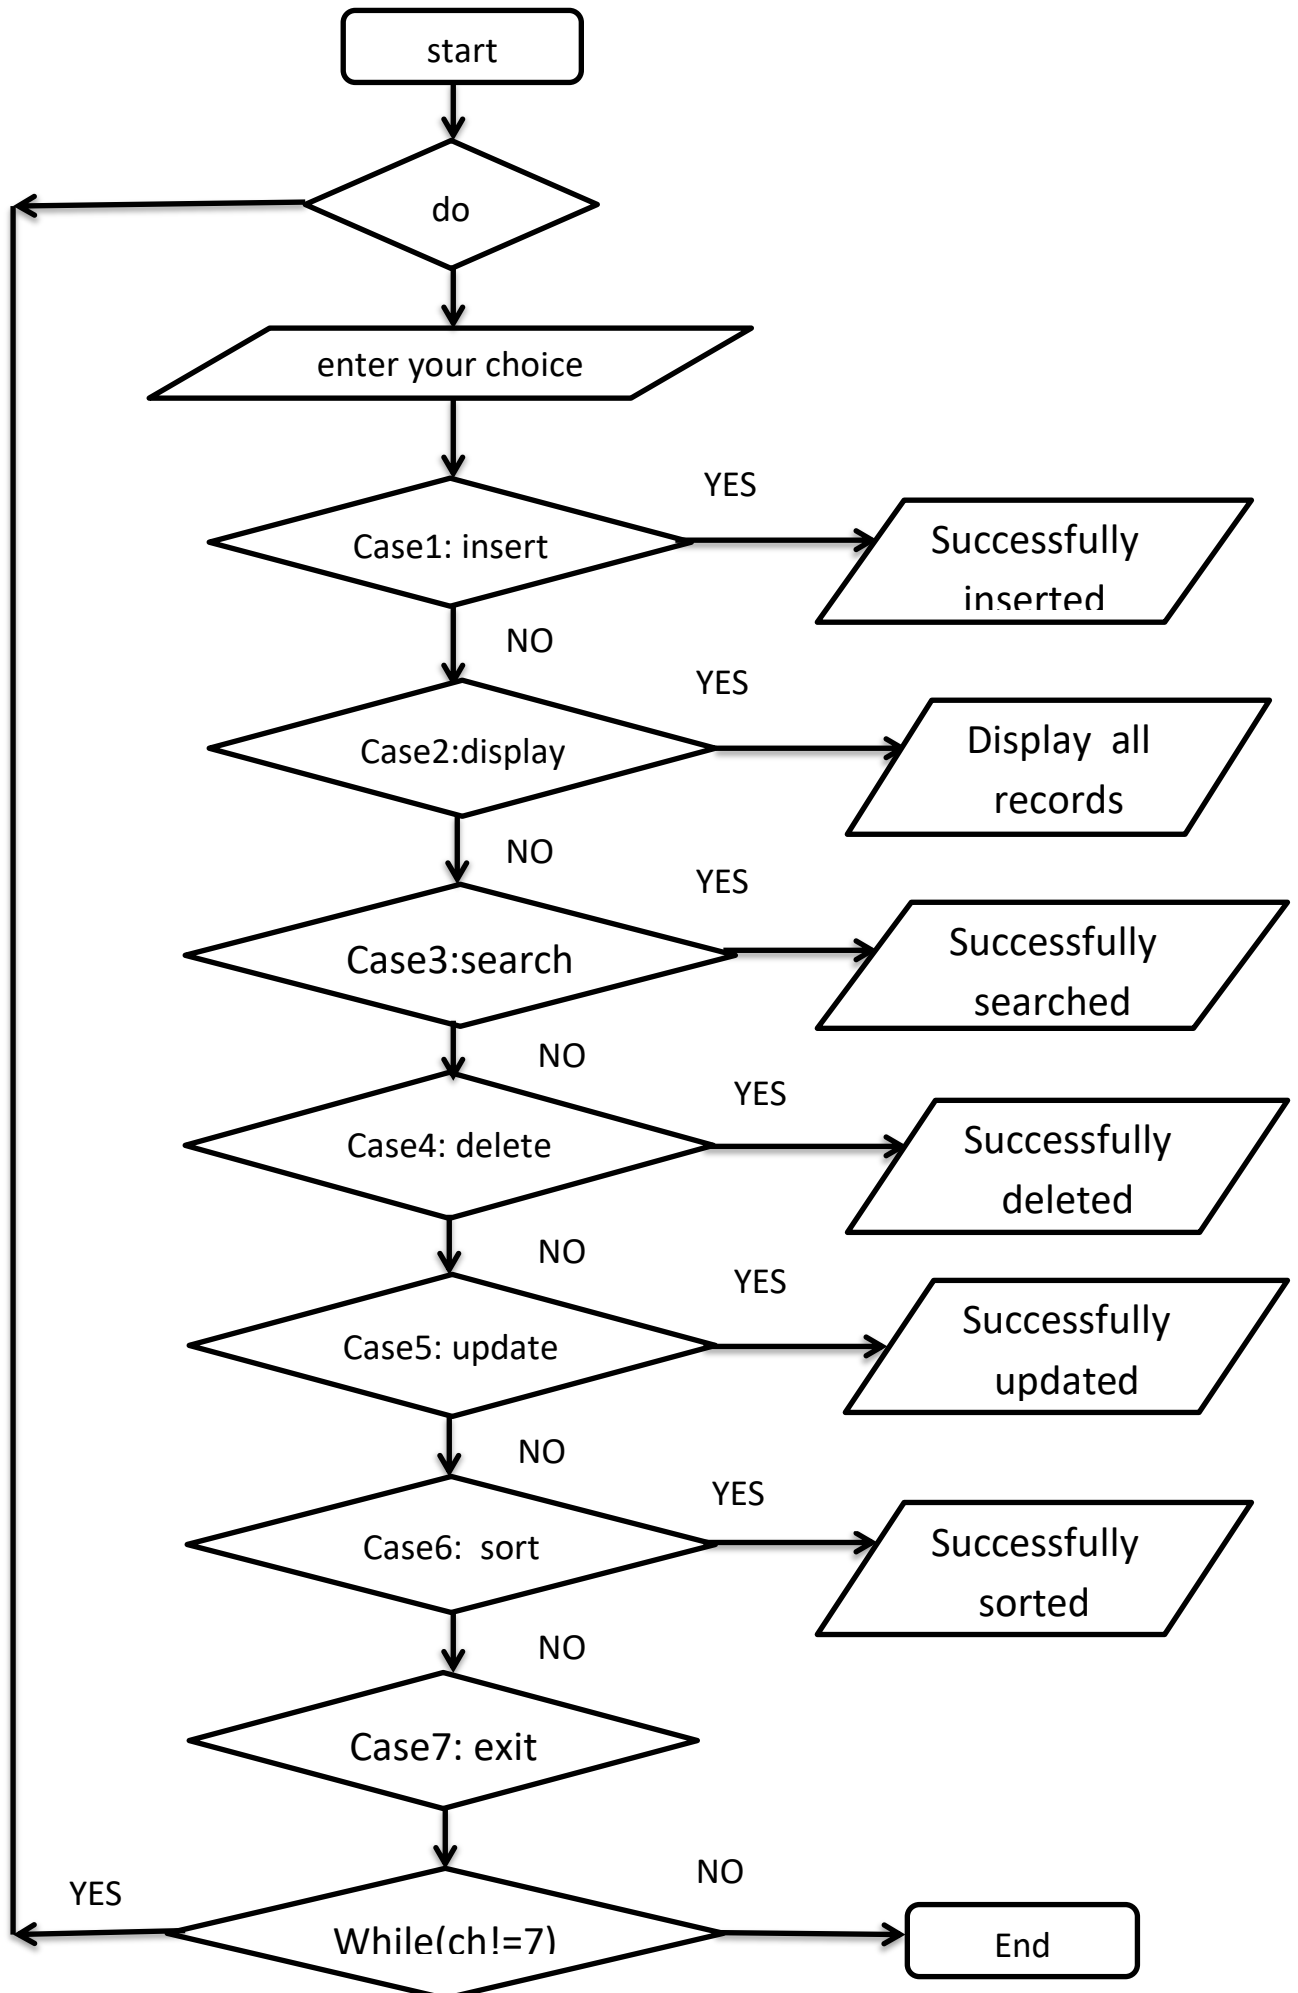 start
do
enter your choice
YES
Case1: insert
Successfully
inserted
NO
YES
Case2:display
Display all
records
NO
YES
Case3:search
Successfully
searched
NO
YES
Case4: delete
Successfully
deleted
NO
YES
Case5: update
Successfully
updated
NO
YES
Case6: sort
Successfully
sorted
NO
Case7: exit
NO
YES
While(ch!=7)
End